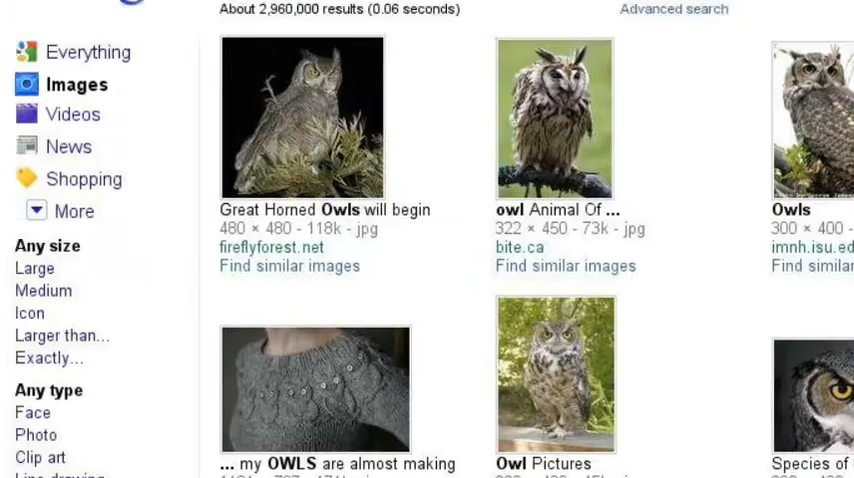 About 2,960,000 results (0.06 seconds)
Advanced search
Everything
Images
Videos
News
Shopping
More
Any size
Large
Medium
Icon
Larger than...
Exactly...
Any type
Face
Photo
Clip art
Great Horned Owls will begin
480 × 480 - 118k - jpg
fireflyforest.net
Find similar images
owl Animal Of ...
322 × 450 - 73k - jpg
bite.ca
Find similar images
Owls
300 × 400 -
imnh.isu.ed
Find similar
... my OWLS are almost making
Owl Pictures
Species of